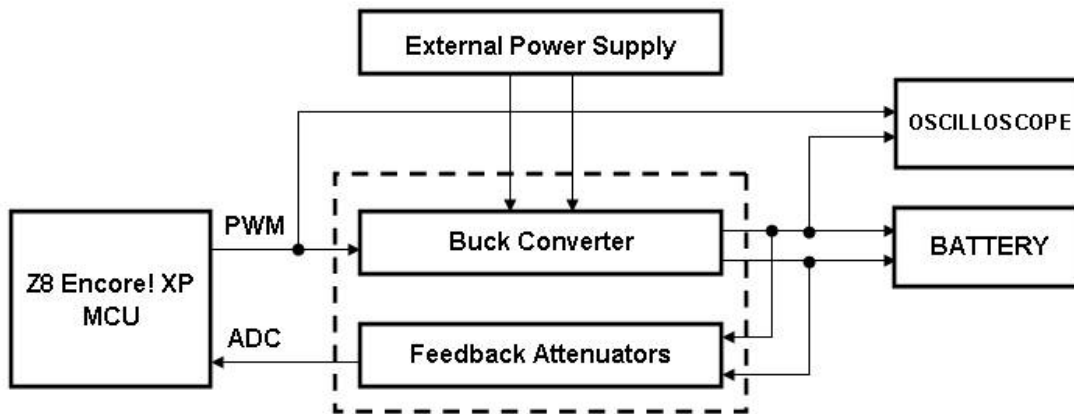 External Power Supply
OSCILLOSCOPE
PWM
Buck Converter
BATTERY
Z8 Encore! XP
MCU
ADC
Feedback Attenuators